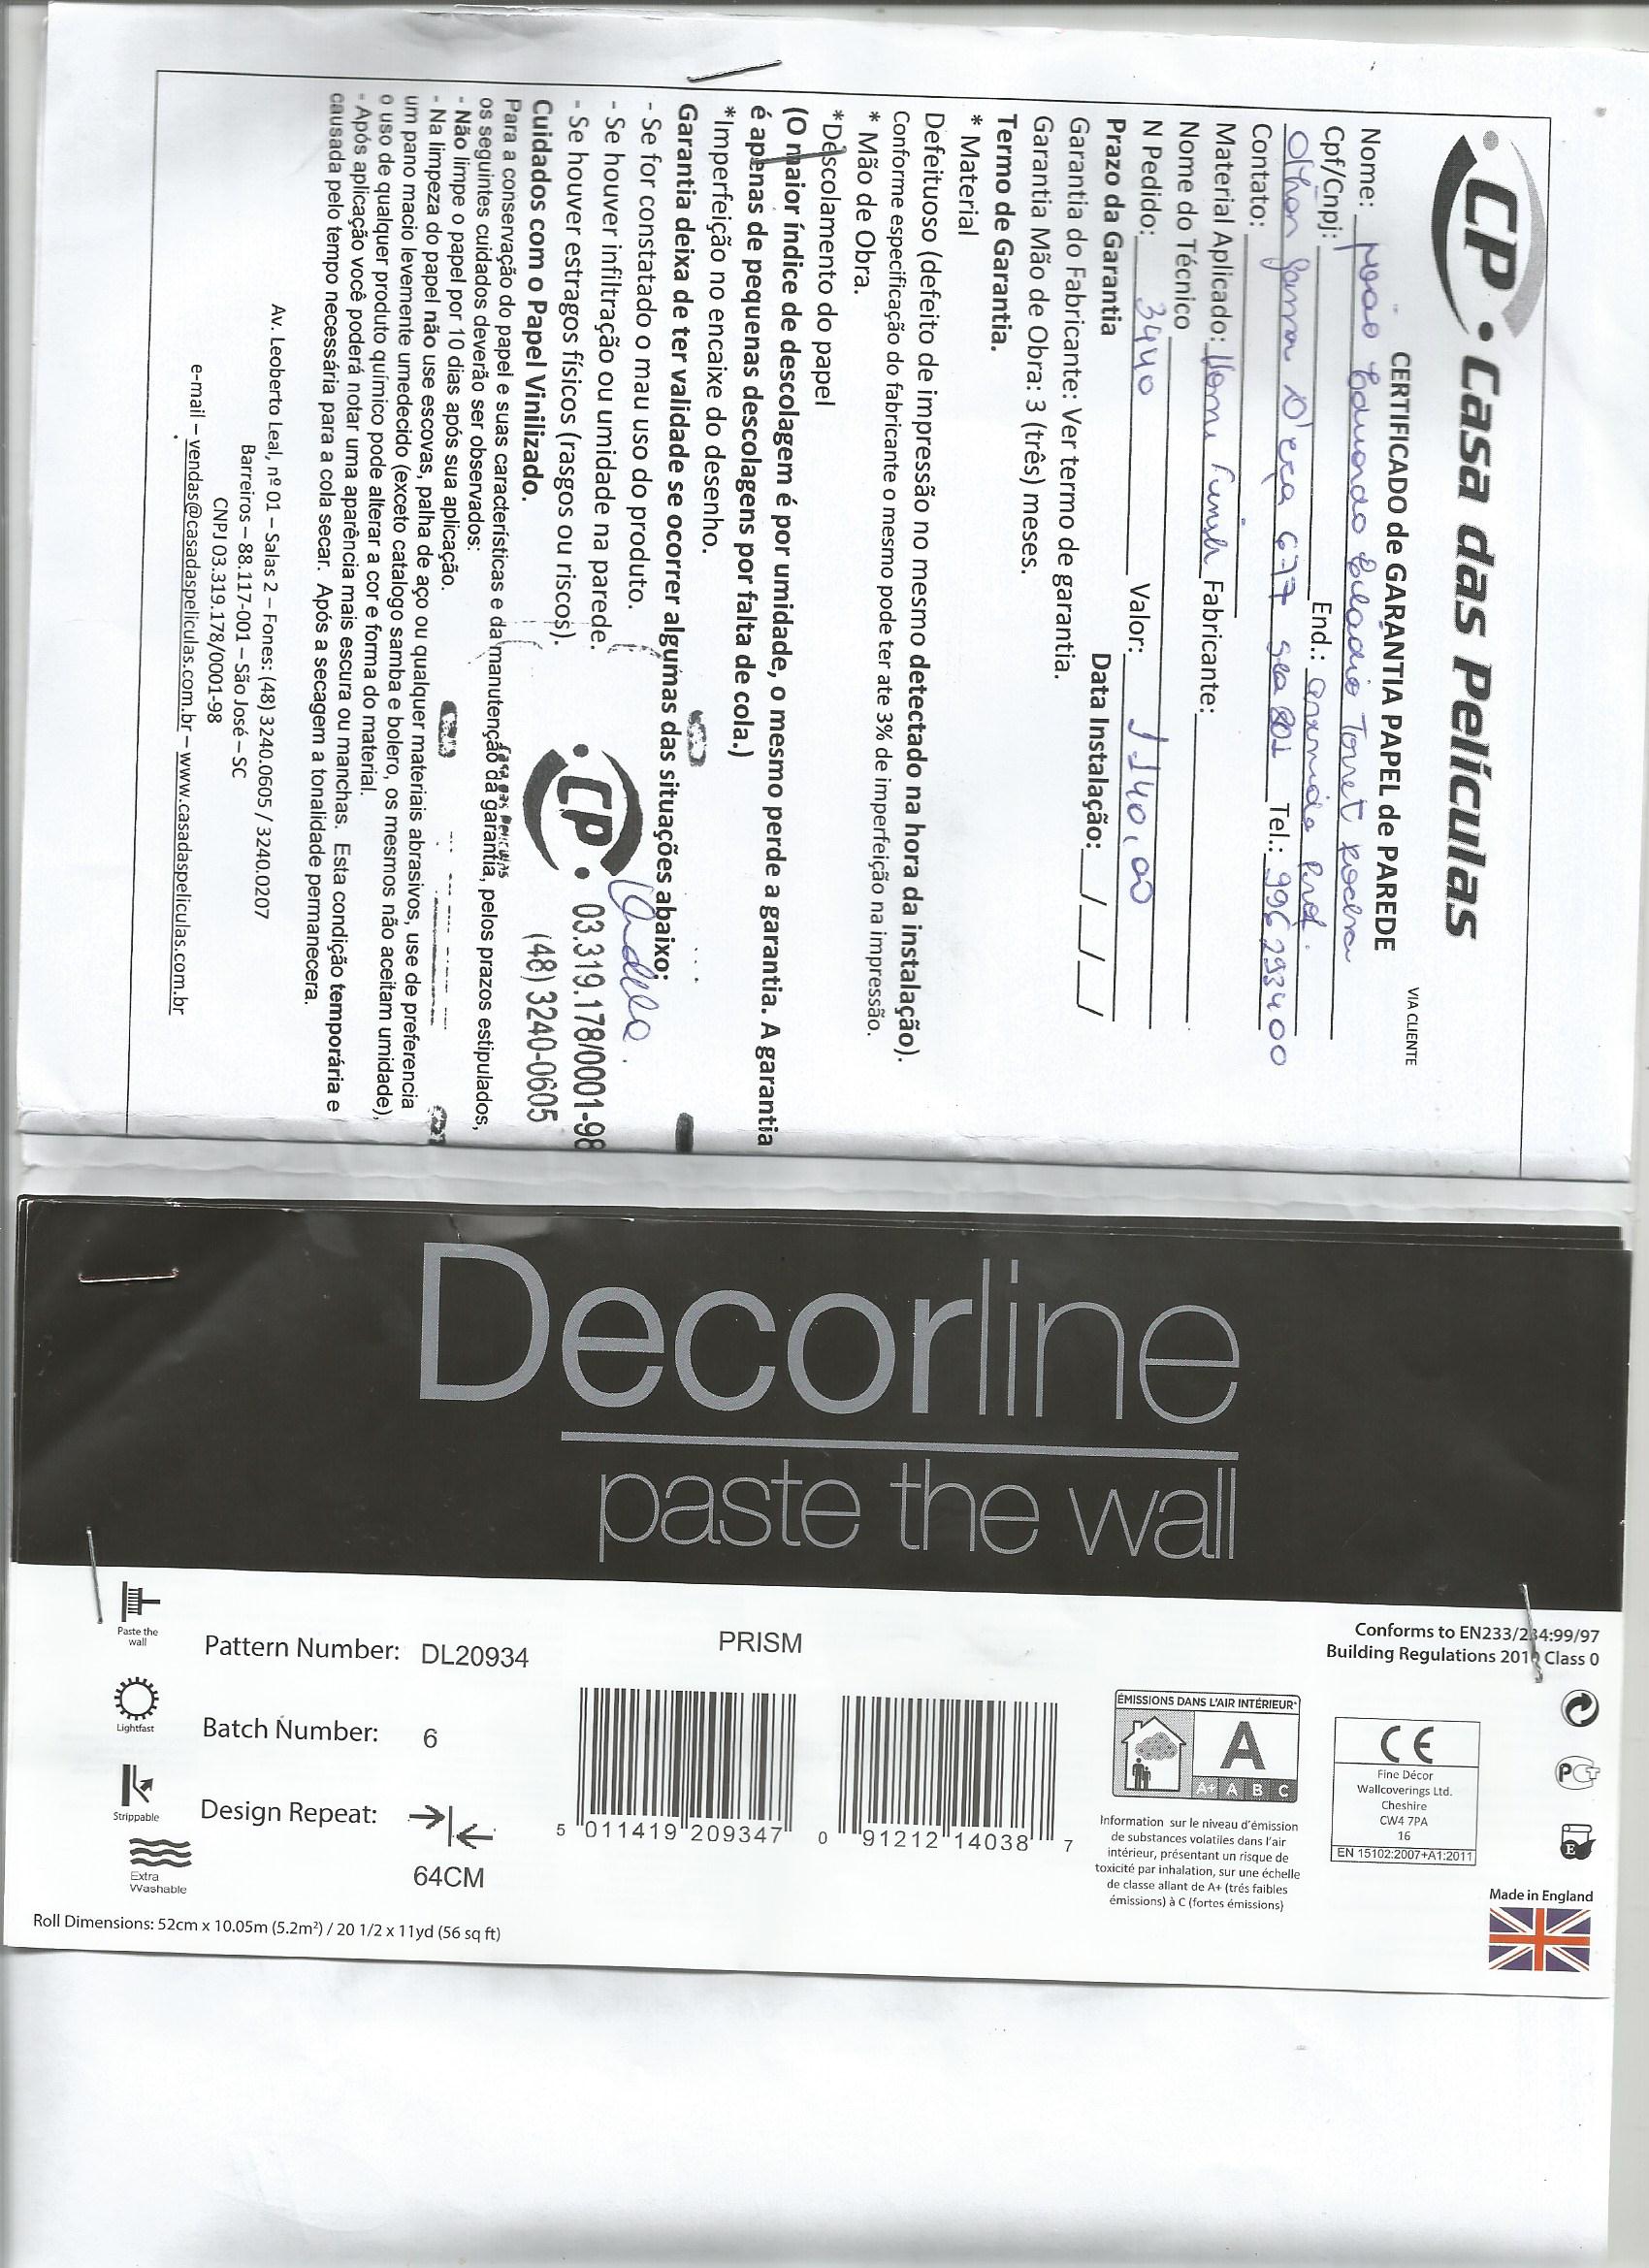 CP Casa das Películas
VIA CLIENTE
CERTIFICADO de GARANTIA PAPEL de PAREDE
Nome: João
Cpf/Cnpj: End.:
Othon Gama D'eça 677 Tel.: 996293400
Contato:
Material Aplicado: Fabricante:
Nome do Técnico
N Pedido: 3440 Valor: 1140,00
Prazo da Garantia Data Instalação: __/__/__/
Garantia do Fabricante: Ver termo de garantia.
Garantia Mão de Obra: 3 (três) meses.
Termo de Garantia.
* Material
Defeituoso (defeito de impressão no mesmo detectado na hora da instalação).
Conforme especificação do fabricante o mesmo pode ter ate 3% de imperfeição na impressão.
* Mão de Obra.
*Descolamento do papel
(O maior índice de descolagem é por umidade, o mesmo perde a garantia. A garantia
é apenas de pequenas descolagens por falta de cola.)
*Imperfeição no encaixe do desenho.
Garantia deixa de ter validade se ocorrer algumas das situações abaixo:
- Se for constatado o mau uso do produto.
- Se houver infiltração ou umidade na parede.
- Se houver estragos físicos (rasgos ou riscos).
CP
03.319.178/0001-98
(48) 3240-0605
Cuidados com o Papel Vinilizado.
Para a conservação do papel e suas características e da manutenção da garantia, pelos prazos estipulados,
os seguintes cuidados deverão ser observados:
- Não limpe o papel por 10 dias após sua aplicação.
- Na limpeza do papel não use escovas, palha de aço ou qualquer materiais abrasivos, use de preferencia
um pano macio levemente umedecido (exceto catalogo samba e bolero, os mesmos não aceitam umidade),
o uso de qualquer produto químico pode alterar a cor e forma do material.
- Após aplicação você poderá notar uma aparência mais escura ou manchas. Esta condição temporária e
causada pelo tempo necessária para a cola secar. Após a secagem a tonalidade permanecera.
Av. Leoberto Leal, nº 01 – Salas 2 – Fones: (48) 3240.0605 / 3240.0207
Barreiros – 88.117-001 – São José – SC
CNPJ 03.319.178/0001-98
e-mail – vendas@casadaspeliculas.com.br – www.casadaspeliculas.com.br
Decorline
paste the wall
Paste the
wall
Pattern Number: DL20934
PRISM
Conforms to EN233/234:99/97
Building Regulations 2010 Class 0
Lightfast
Batch Number: 6
Strippable
Design Repeat:
64CM
Extra
Washable
5 011419 209347
0 91212 14038 7
ÉMISSIONS DANS L'AIR INTÉRIEUR*
A
A+ A B C
Information sur le niveau d'émission
de substances volatiles dans l'air
intérieur, présentant un risque de
toxicité par inhalation, sur une échelle
de classe allant de A+ (trés faibles
émissions) à C (fortes émissions)
CE
Fine Décor
Wallcoverings Ltd.
Cheshire
CW4 7PA
16
EN 15102:2007+A1:2011
Made in England
Roll Dimensions: 52cm x 10.05m (5.2m²) / 20 1/2 x 11yd (56 sq ft)